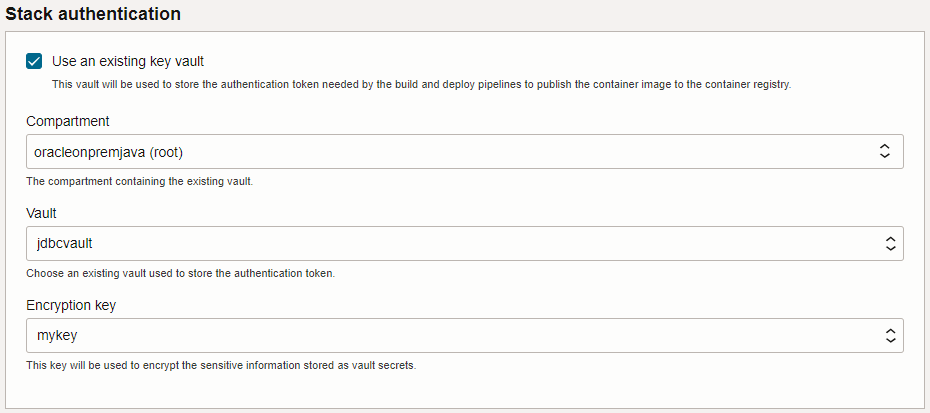 Stack authentication
Use an existing key vault
This vault will be used to store the authentication token needed by the build and deploy pipelines to publish the container image to the container registry.
Compartment
oracleonpremjava (root)
The compartment containing the existing vault.
Vault
jdbcvault
Choose an existing vault used to store the authentication token.
Encryption key
mykey
This key will be used to encrypt the sensitive information stored as vault secrets.